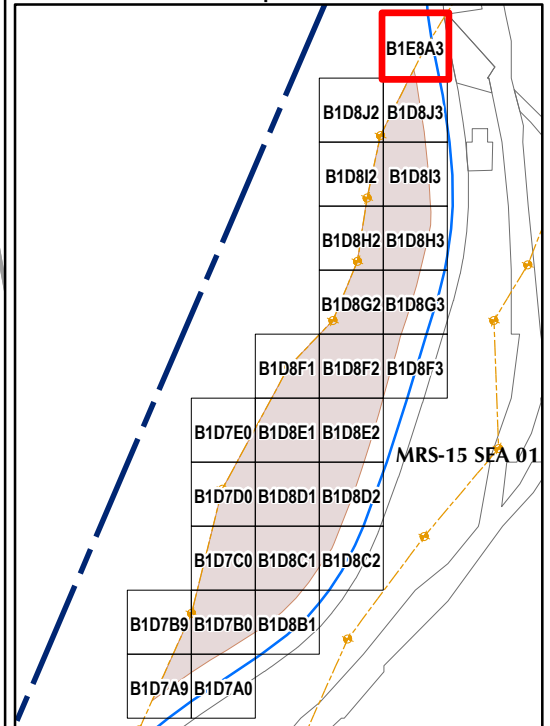 B1E8A3
B1D8J2 B1D8J3
B1D8I2 B1D8I3
B1D8H2 B1D8H3
B1D8G2 B1D8G3
B1D8F1 B1D8F2 B1D8F3
B1D7E0 B1D8E1 B1D8E2
MRS-15 SEA 01
B1D7D0 B1D8D1 B1D8D2
B1D7C0 B1D8C1 B1D8C2
B1D7B9 B1D7B0 B1D8B1
B1D7A9 B1D7A0